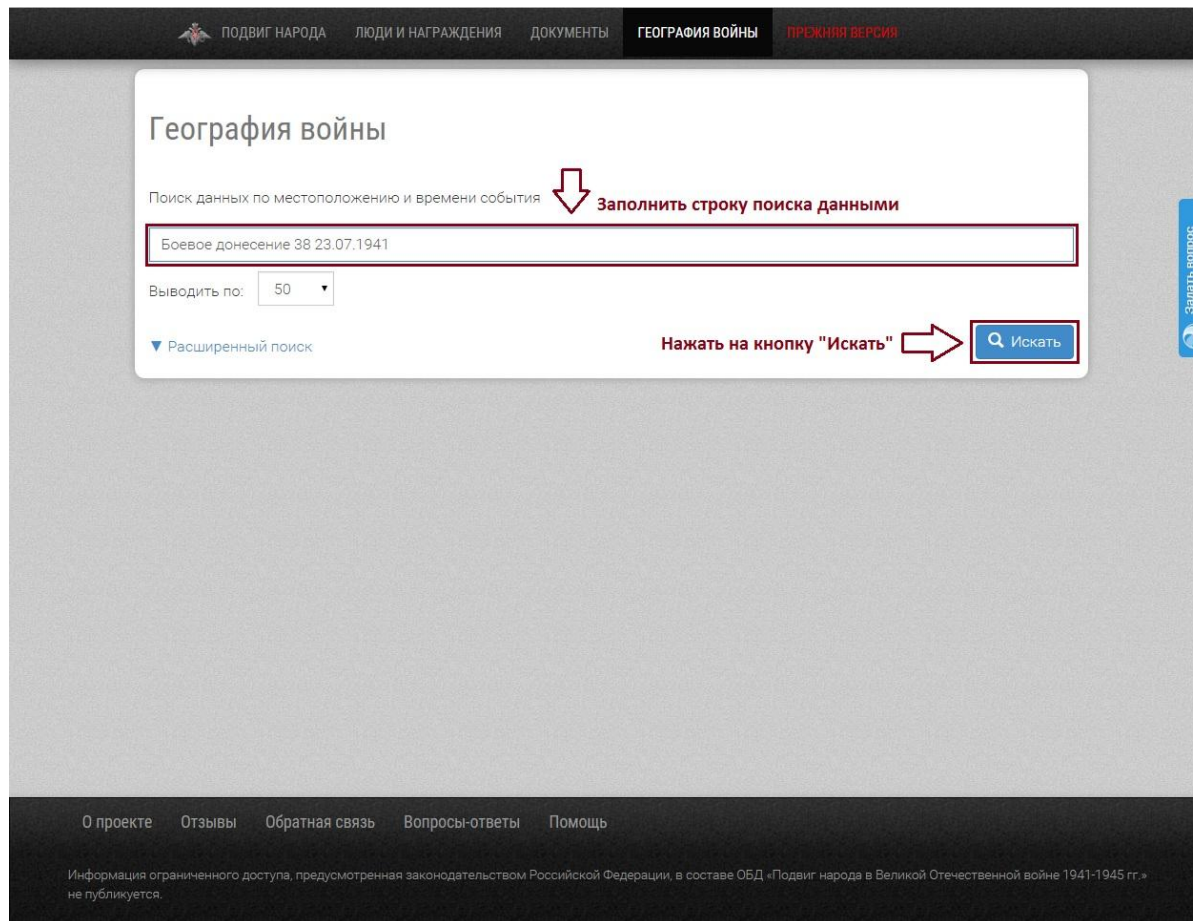 ПОДВИГ НАРОДА ЛЮДИ И НАГРАЖДЕНИЯ ДОКУМЕНТЫ ГЕОГРАФИЯ ВОЙНЫ ПРЕЖНЯЯ ВЕРСИЯ
География войны
Поиск данных по местоположению и времени события
Заполнить строку поиска данными
Боевое донесение 38 23.07.1941
Выводить по: 50
Задать вопрос
▼ Расширенный поиск
Нажать на кнопку "Искать"
Искать
О проекте Отзывы Обратная связь Вопросы-ответы Помощь
Информация ограниченного доступа, предусмотренная законодательством Российской Федерации, в составе ОБД «Подвиг народа в Великой Отечественной войне 1941-1945 гг.»
не публикуется.